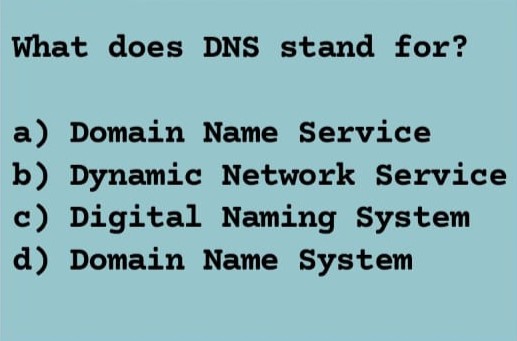 What does DNS stand for?
a) Domain Name Service
b) Dynamic Network Service
c) Digital Naming System
d) Domain Name System